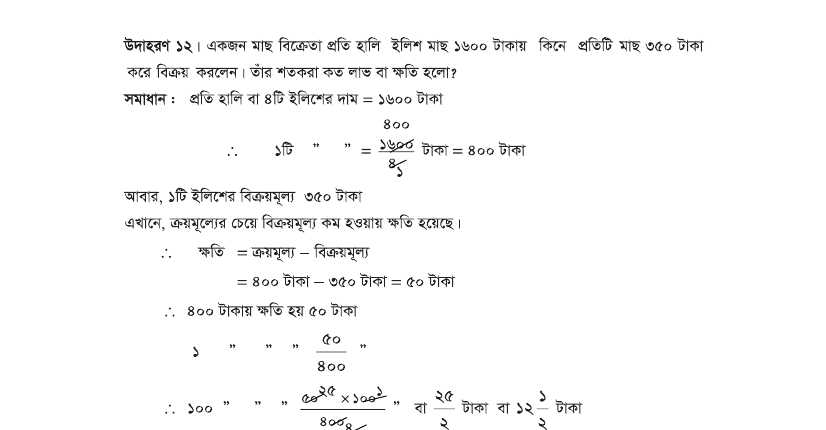 উদাহরণ ১২। একজন মাছ বিক্রেতা প্রতি হালি ইলিশ মাছ ১৬০০ টাকায় কিনে প্রতিটি মাছ ৩৫০ টাকা
করে বিক্রয় করলেন। তাঁর শতকরা কত লাভ বা ক্ষতি হলো?
সমাধান : প্রতি হালি বা ৪টি ইলিশের দাম = ১৬০০ টাকা
৪০০
∴ ১টি ” ” = ১৬০০/৪ ১ টাকা = ৪০০ টাকা
আবার, ১টি ইলিশের বিক্রয়মূল্য ৩৫০ টাকা
এখানে, ক্রয়মূল্যের চেয়ে বিক্রয়মূল্য কম হওয়ায় ক্ষতি হয়েছে।
∴ ক্ষতি = ক্রয়মূল্য – বিক্রয়মূল্য
= ৪০০ টাকা – ৩৫০ টাকা = ৫০ টাকা
∴ ৪০০ টাকায় ক্ষতি হয় ৫০ টাকা
১ ” ” ” ৫০/৪০০ ”
∴ ১০০ ” ” ” ৫০ ২৫ × ১০০ ১/৪০০ ৪ ” বা ২৫/২ টাকা বা ১২ ১/২ টাকা